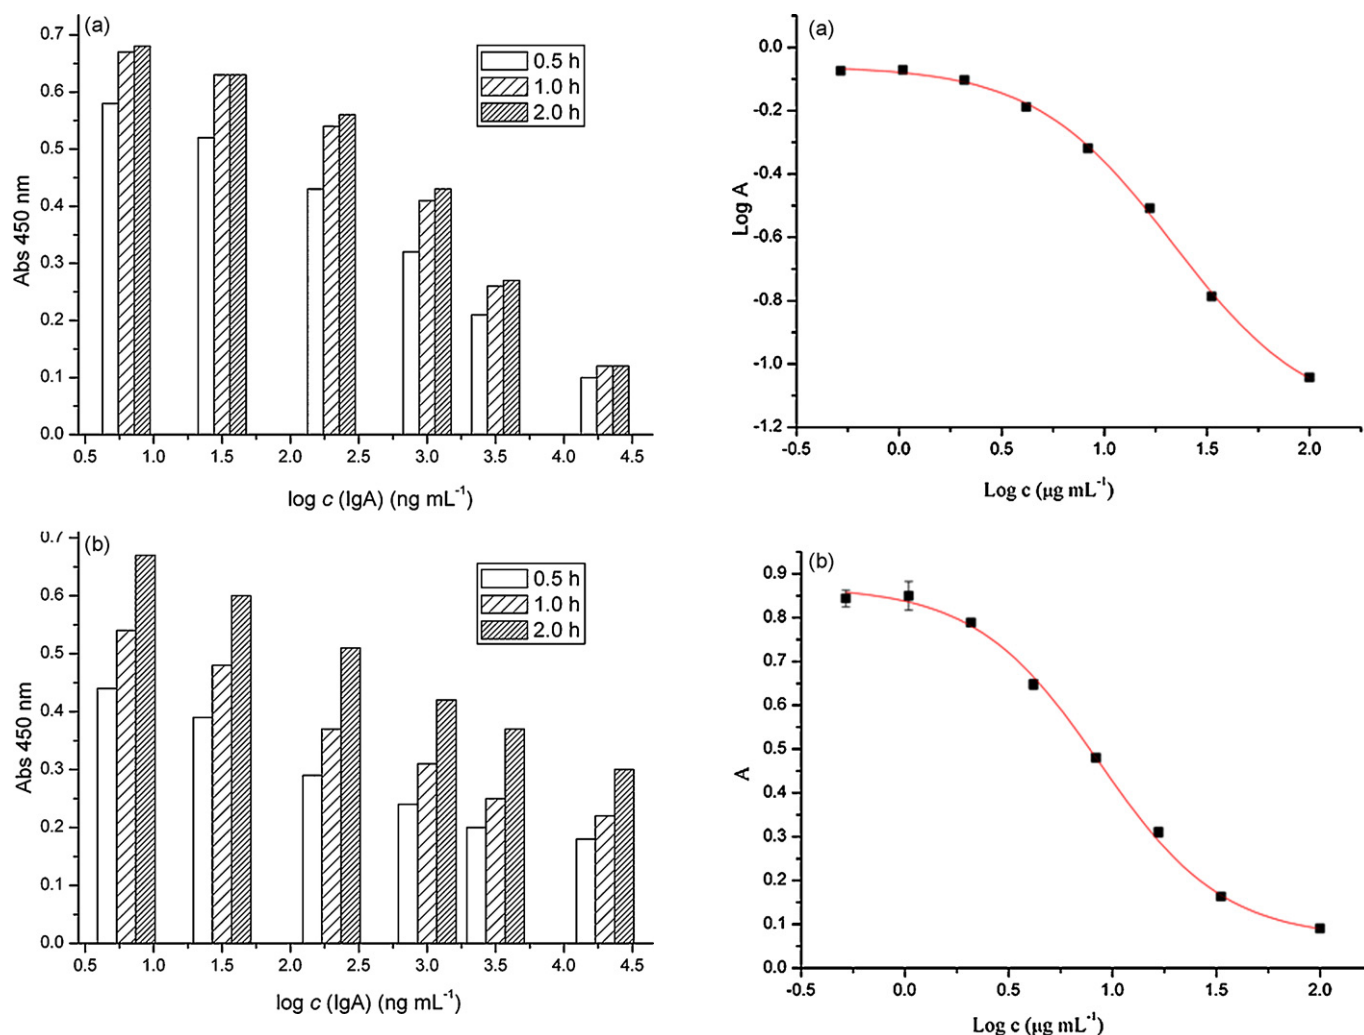 (a)
0.5 h
1.0 h
2.0 h
Abs 450 nm
0.7
0.6
0.5
0.4
0.3
0.2
0.1
0.0
0.5 1.0 1.5 2.0 2.5 3.0 3.5 4.0 4.5
log c (IgA) (ng mL⁻¹)
(a)
Log A
0.0
-0.2
-0.4
-0.6
-0.8
-1.0
-1.2
-0.5 0.0 0.5 1.0 1.5 2.0
Log c (µg mL⁻¹)
(b)
0.5 h
1.0 h
2.0 h
Abs 450 nm
0.7
0.6
0.5
0.4
0.3
0.2
0.1
0.0
0.5 1.0 1.5 2.0 2.5 3.0 3.5 4.0 4.5
log c (IgA) (ng mL⁻¹)
(b)
A
0.9
0.8
0.7
0.6
0.5
0.4
0.3
0.2
0.1
0.0
-0.5 0.0 0.5 1.0 1.5 2.0
Log c (µg mL⁻¹)